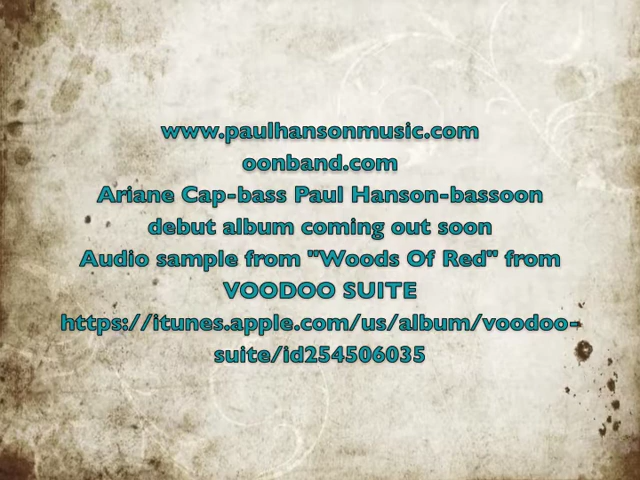 www.paulhansonmusic.com
oonband.com
Ariane Cap-bass Paul Hanson-bassoon
debut album coming out soon
Audio sample from "Woods Of Red" from
VOODOO SUITE
https://itunes.apple.com/us/album/voodoo-
suite/id254506035